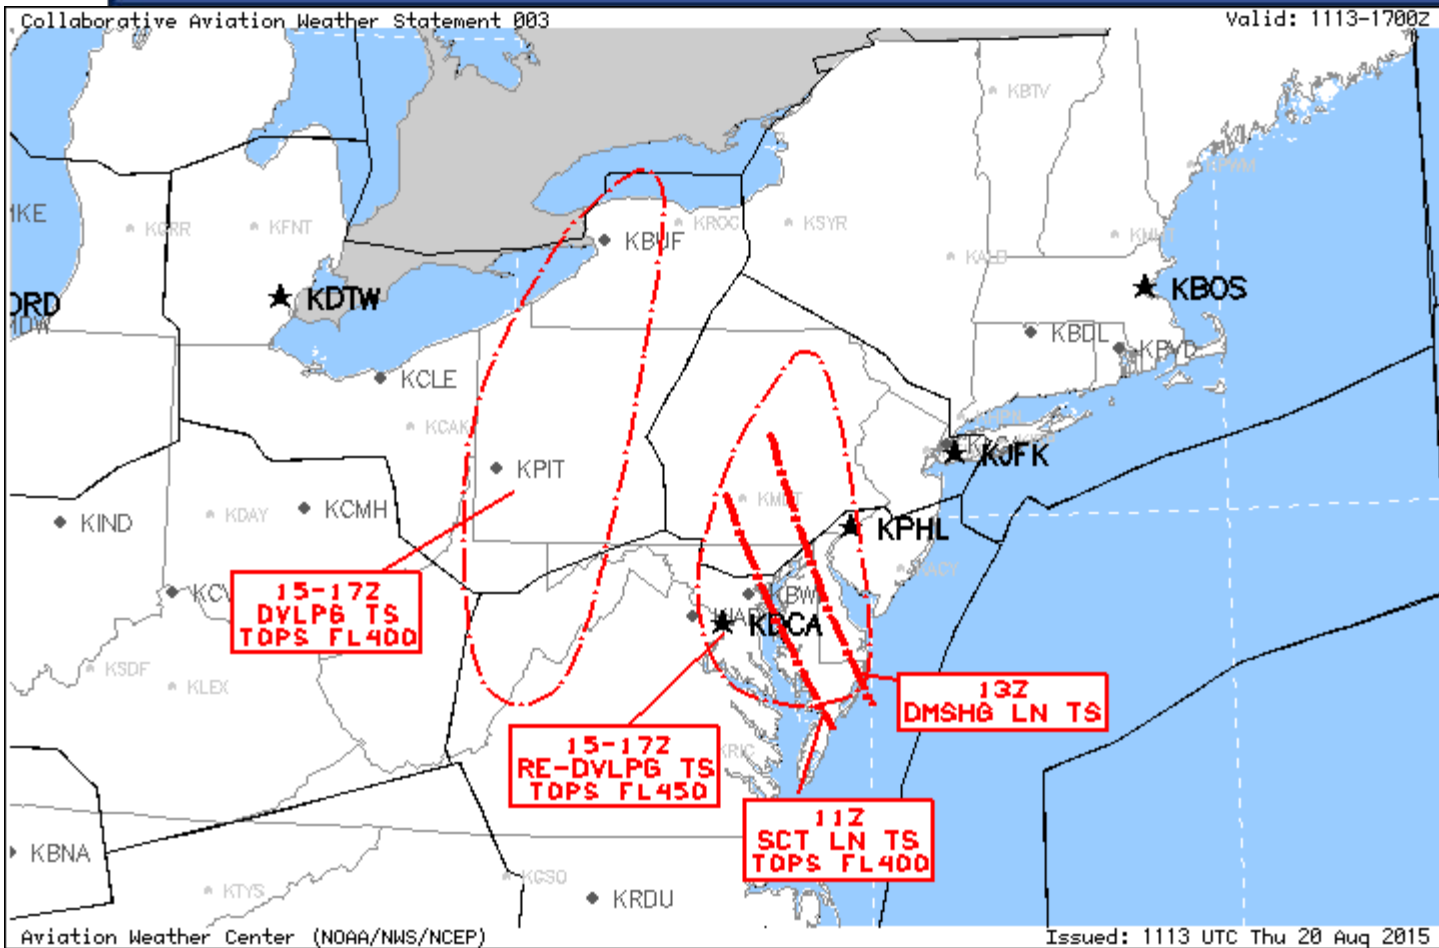 Collaborative Aviation Weather Statement 003
Valid: 1113-1700Z
KBTV
KPWM
KGRR
KFNT
KBUF
KROC
KSYR
KALB
KMHT
KDTW
KBOS
MDW
KBDL
KPVD
KCLE
KCAK
KJFK
KPIT
KIND
KDAY
KCMH
KPHL
KACY
KDCA
15-17Z
DVLPG TS
TOPS FL400
KSDF
KLEX
13Z
DMSHG LN TS
15-17Z
RE-DVLPG TS
TOPS FL450
KRIC
11Z
SCT LN TS
TOPS FL400
KBNA
KTYS
KGSO
KRDU
Aviation Weather Center (NOAA/NWS/NCEP)
Issued: 1113 UTC Thu 20 Aug 2015